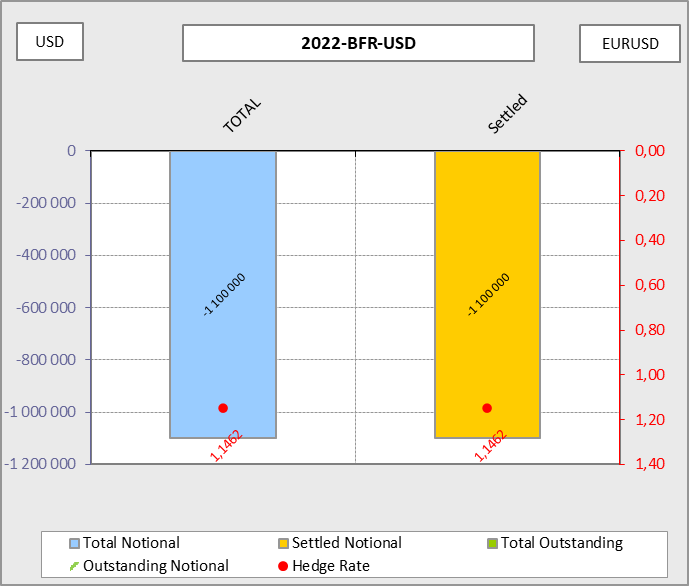 USD
2022-BFR-USD
EURUSD
TOTAL
Settled
0
0,00
-200 000
0,20
-400 000
0,40
0,60
-600 000
0,80
-800 000
1,00
-1 000 000
1,20
-1 200 000
1,40
-1 100 000
-1 100 000
1,1462
1,1462
Total Notional
Settled Notional
Total Outstanding
Outstanding Notional
Hedge Rate